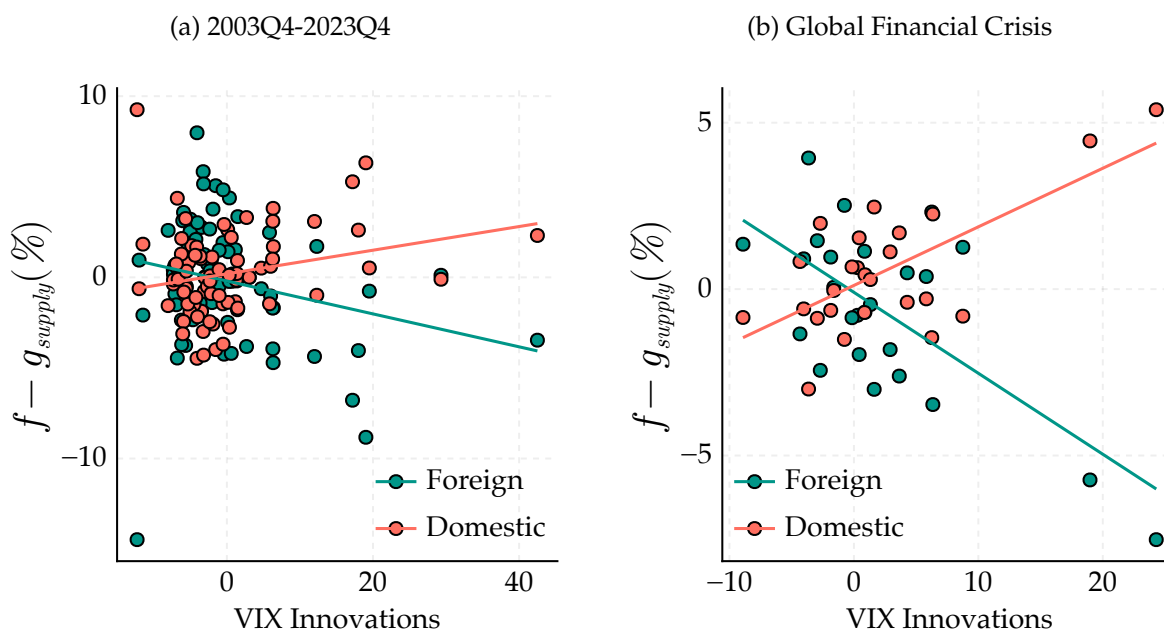 (a) 2003Q4-2023Q4
10
0
−10
f − g_supply(%)
Foreign
Domestic
0 20 40
VIX Innovations
(b) Global Financial Crisis
5
0
−5
f − g_supply(%)
Foreign
Domestic
−10 0 10 20
VIX Innovations